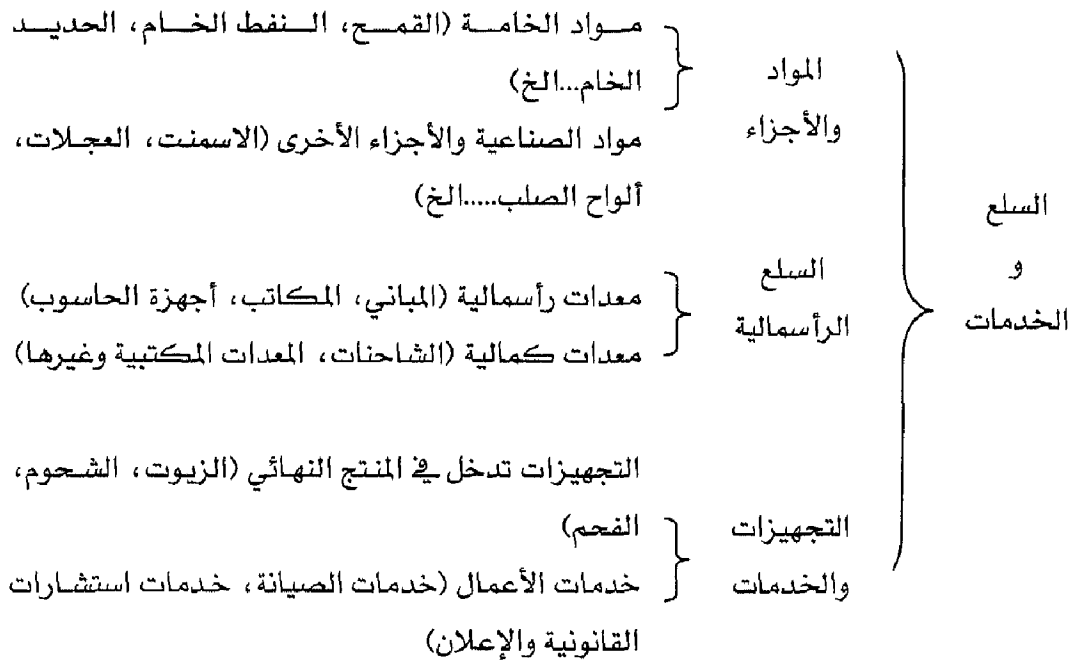 مواد الخامة (القمح، النفط الخام، الحديد
الخام...الخ)
المواد
والأجزاء
مواد الصناعية والأجزاء الأخرى (الاسمنت، العجلات،
ألواح الصلب.....الخ)
السلع
و
الخدمات
السلع
الرأسمالية
معدات رأسمالية (المباني، المكاتب، أجهزة الحاسوب)
معدات كمالية (الشاحنات، المعدات المكتبية وغيرها)
التجهيزات تدخل في المنتج النهائي (الزيوت، الشحوم،
الفحم)
التجهيزات
والخدمات
خدمات الأعمال (خدمات الصيانة، خدمات استشارات
القانونية والإعلان)